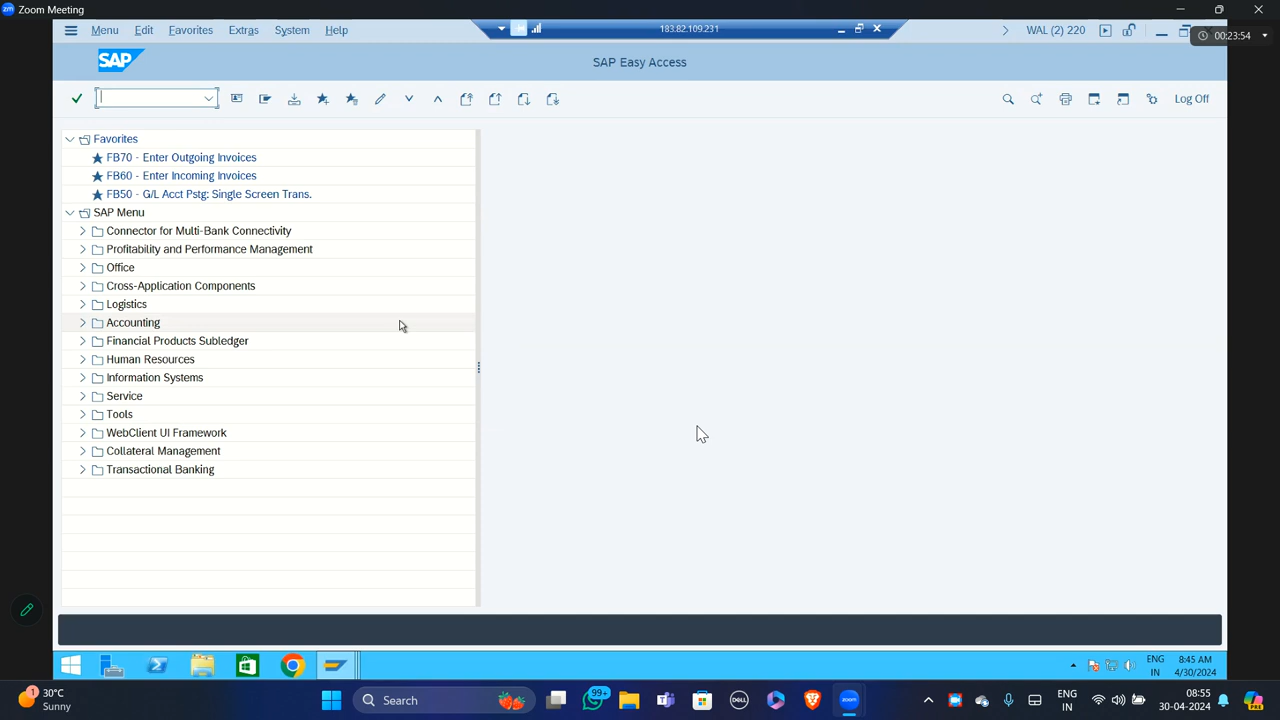 Zoom Meeting
Menu Edit Favorites Extras System Help
183.82.109.231
WAL (2) 220
00:23:54
SAP
SAP Easy Access
Log Off
Favorites
FB70 - Enter Outgoing Invoices
FB60 - Enter Incoming Invoices
FB50 - G/L Acct Pstg: Single Screen Trans.
SAP Menu
Connector for Multi-Bank Connectivity
Profitability and Performance Management
Office
Cross-Application Components
Logistics
Accounting
Financial Products Subledger
Human Resources
Information Systems
Service
Tools
WebClient UI Framework
Collateral Management
Transactional Banking
ENG
IN
8:45 AM
4/30/2024
1
30°C
Sunny
Search
99+
DELL
zoom
ENG
IN
08:55
30-04-2024
PRE